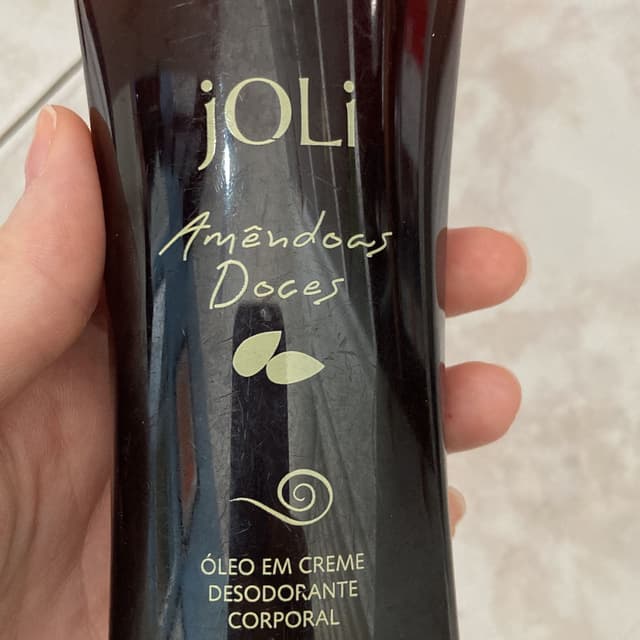 jOLi
Amêndoas
Doces
ÓLEO EM CREME
DESODORANTE
CORPORAL